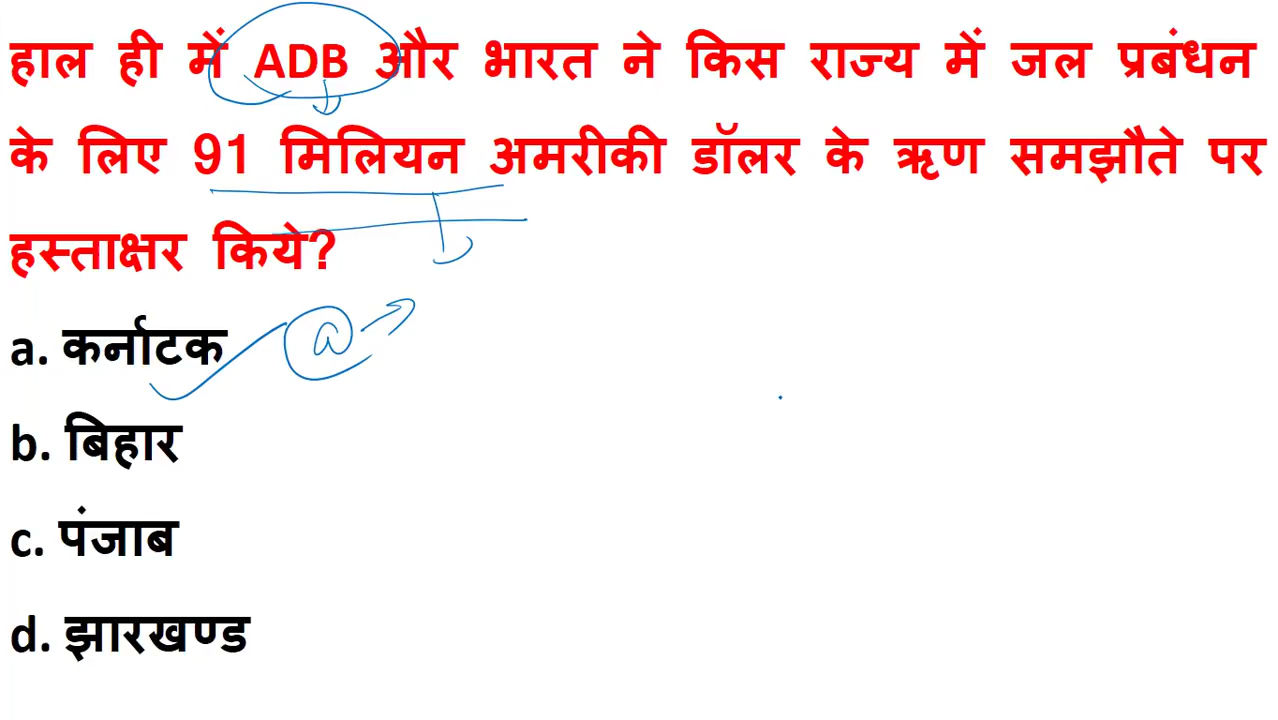 हाल ही में ADB और भारत ने किस राज्य में जल प्रबंधन
के लिए 91 मिलियन अमरीकी डॉलर के ऋण समझौते पर
हस्ताक्षर किये?
a. कर्नाटक a
b. बिहार
c. पंजाब
d. झारखण्ड